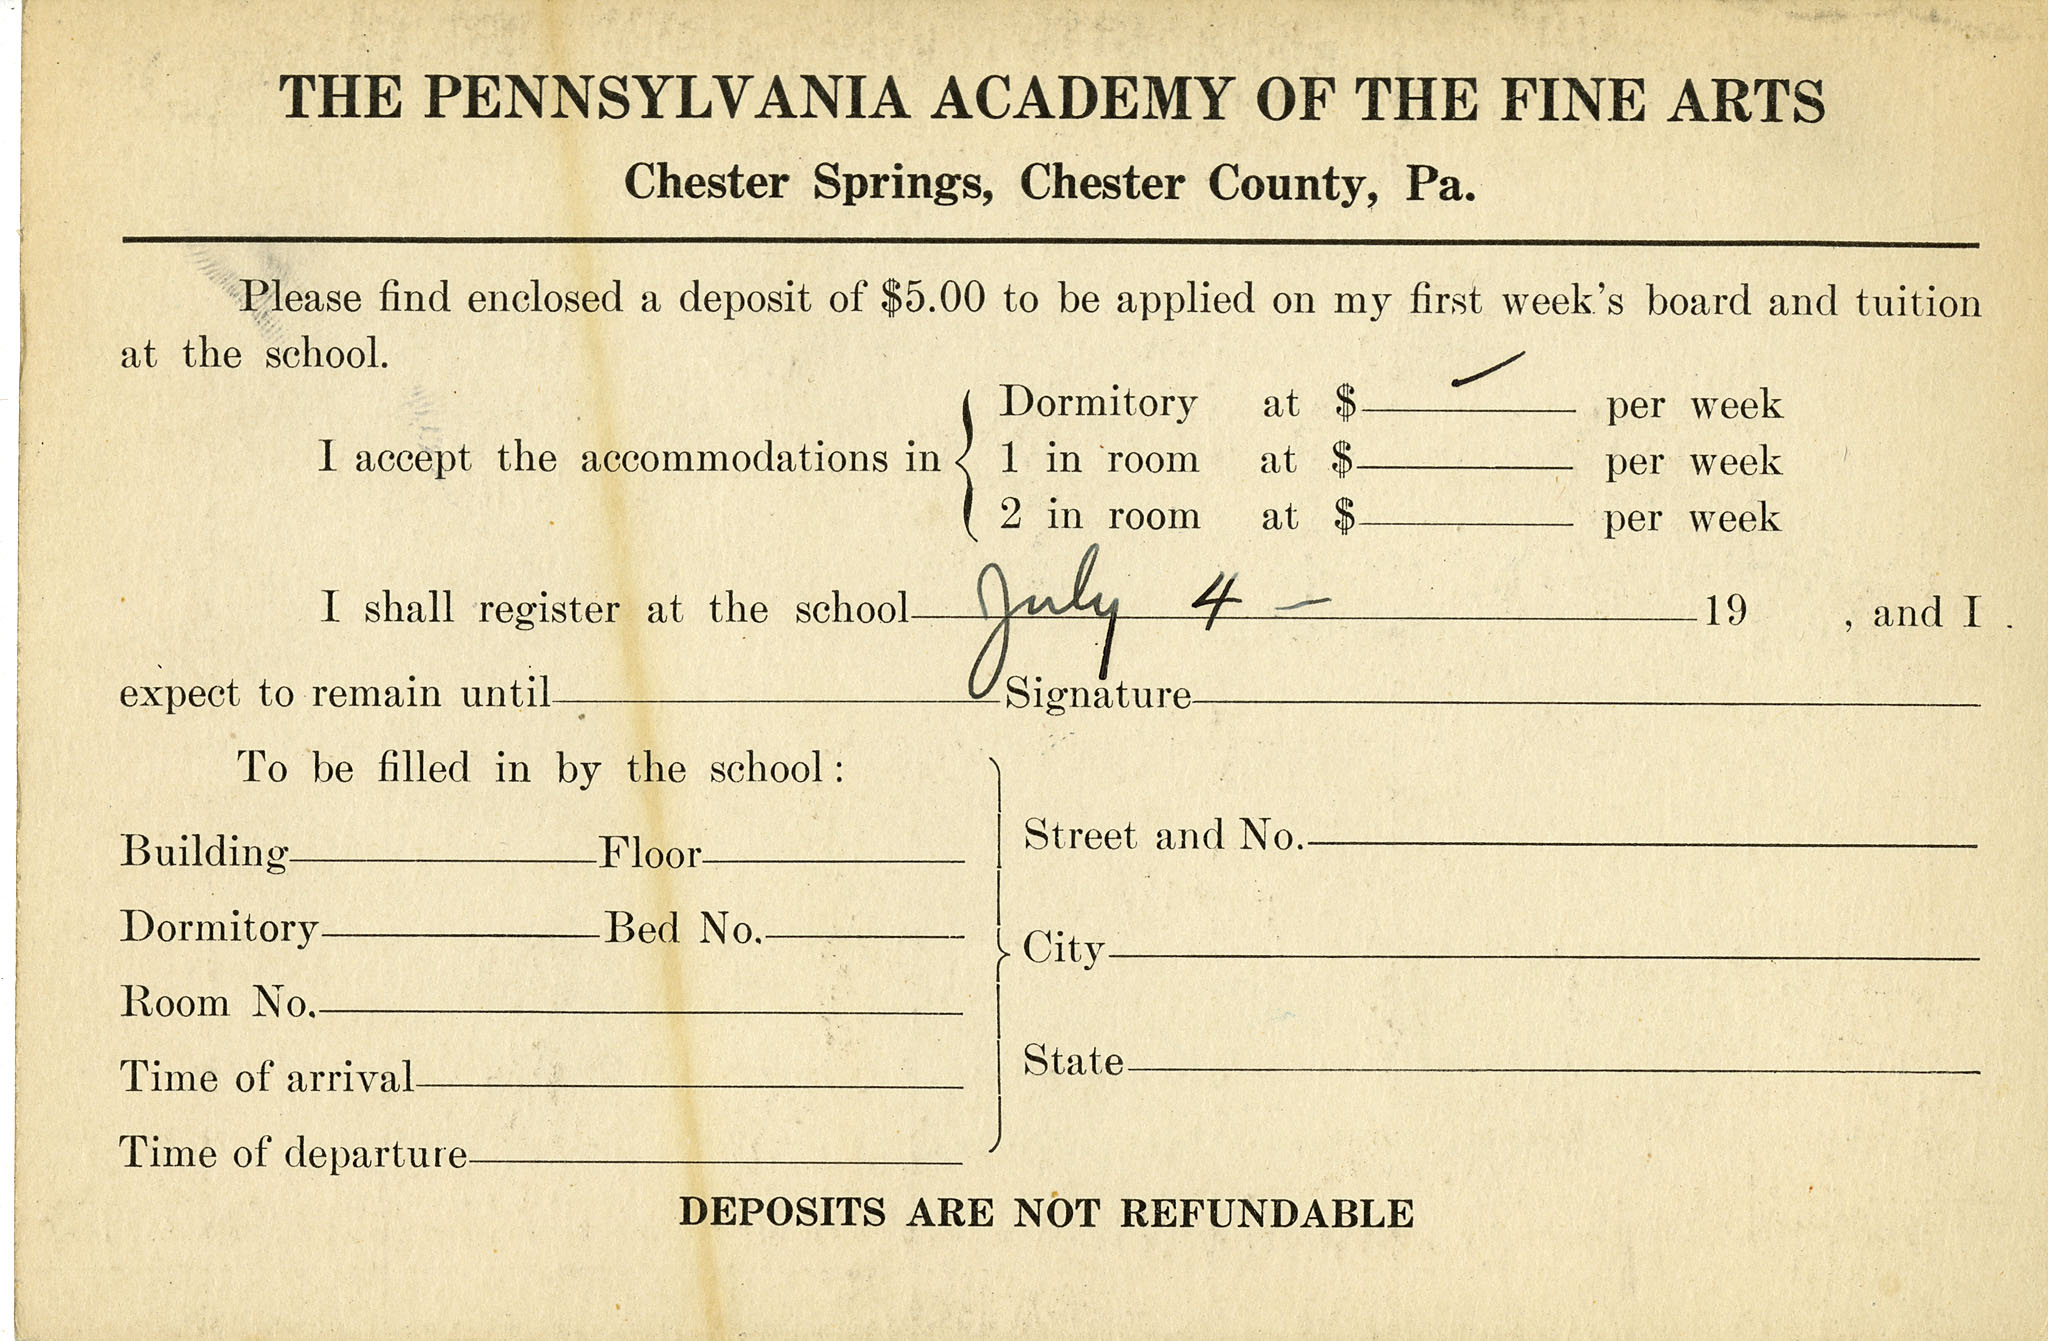 THE PENNSYLVANIA ACADEMY OF THE FINE ARTS
Chester Springs, Chester County, Pa.
Please find enclosed a deposit of $5.00 to be applied on my first week's board and tuition
at the school.
I accept the accommodations in
Dormitory at $ per week
1 in room at $ per week
2 in room at $ per week
I shall register at the school July 4 - 19 , and I
expect to remain until Signature
To be filled in by the school:
Building Floor
Dormitory Bed No.
Room No.
Time of arrival
Time of departure
Street and No.
City
State
DEPOSITS ARE NOT REFUNDABLE